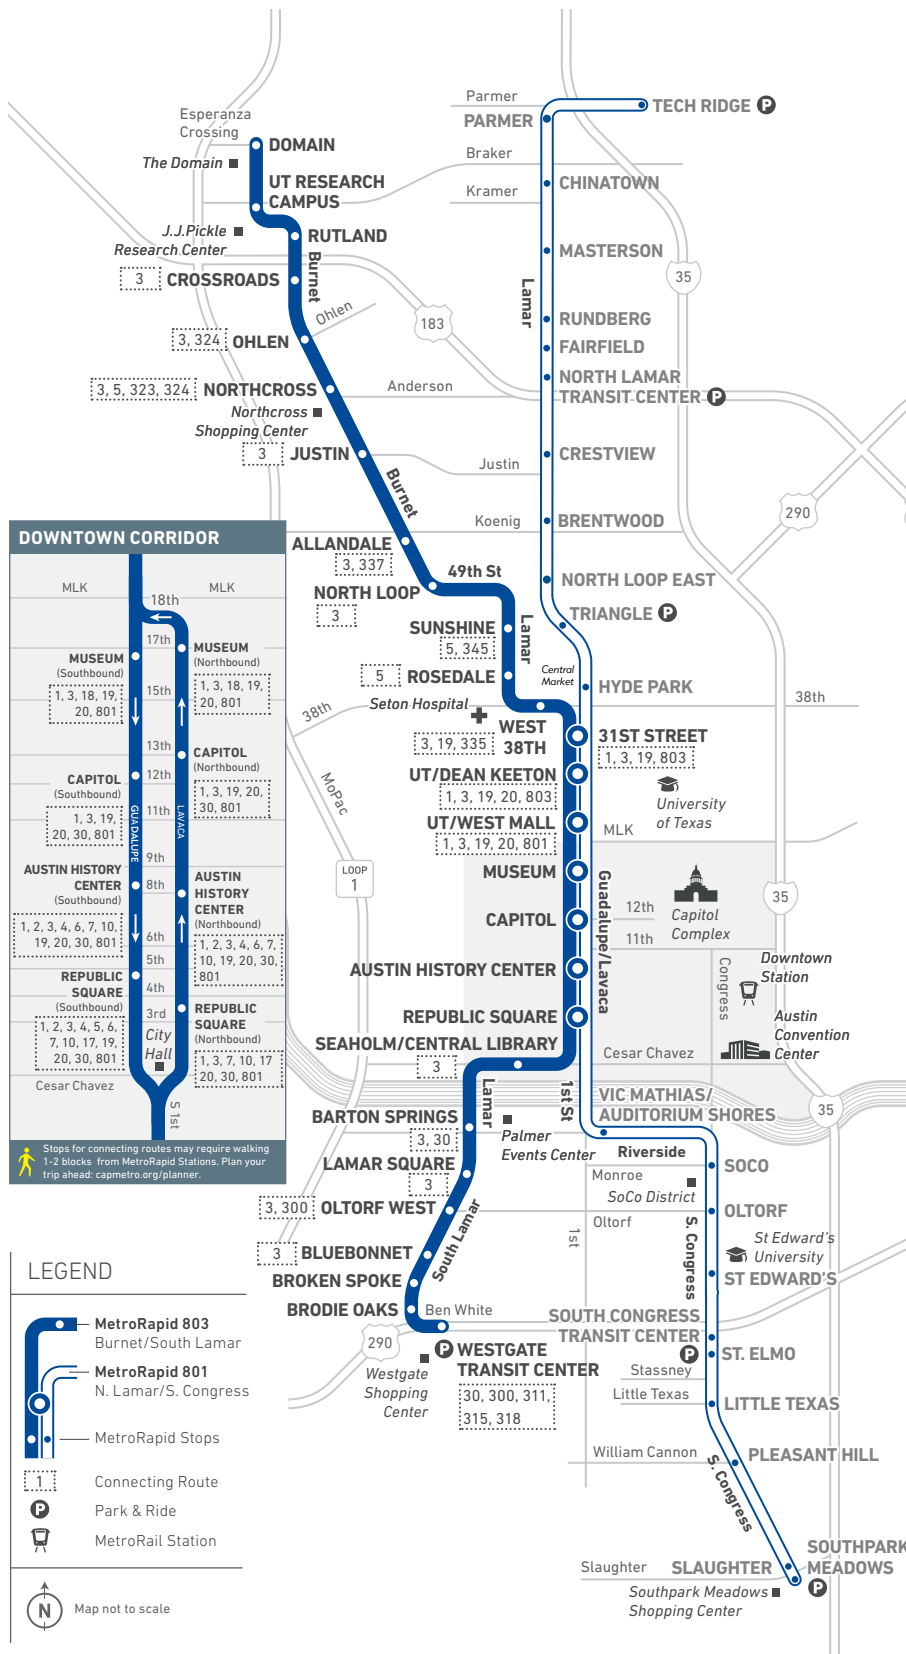 Parmer
TECH RIDGE P
PARMER
Esperanza
Crossing
DOMAIN
The Domain
Braker
UT RESEARCH
CAMPUS
CHINATOWN
Kramer
J.J.Pickle
Research Center
RUTLAND
Burnet
MASTERSON
3 CROSSROADS
Lamar
35
Ohlen
183
RUNDBERG
3, 324 OHLEN
FAIRFIELD
NORTH LAMAR
TRANSIT CENTER P
3, 5, 323, 324 NORTHCROSS
Anderson
Northcross
Shopping Center
3 JUSTIN
Justin
CRESTVIEW
Burnet
290
Koenig
BRENTWOOD
ALLANDALE
3, 337
49th St
NORTH LOOP
3
NORTH LOOP EAST
TRIANGLE P
SUNSHINE
5, 345
Lamar
5 ROSEDALE
Central
Market
HYDE PARK
Seton Hospital
38th
38th
WEST
38TH
3, 19, 335
31ST STREET
1, 3, 19, 803
UT/DEAN KEETON
1, 3, 19, 20, 803
University
of Texas
MoPac
UT/WEST MALL
1, 3, 19, 20, 801
MLK
LOOP
1
MUSEUM
Guadalupe/Lavaca
35
CAPITOL
12th
11th
Capitol
Complex
AUSTIN HISTORY CENTER
Congress
Downtown
Station
REPUBLIC SQUARE
Austin
Convention
Center
SEAHOLM/CENTRAL LIBRARY
3
Cesar Chavez
Lamar
1st St
VIC MATHIAS/
AUDITORIUM SHORES
35
BARTON SPRINGS
3, 30
Palmer
Events Center
Riverside
LAMAR SQUARE
3
Monroe
SOCO
SoCo District
3, 300 OLTORF WEST
Oltorf
OLTORF
1st
S. Congress
South Lamar
St Edward's
University
3 BLUEBONNET
BROKEN SPOKE
ST EDWARD'S
BRODIE OAKS
Ben White
SOUTH CONGRESS
TRANSIT CENTER
290
P WESTGATE
TRANSIT CENTER
30, 300, 311,
315, 318
Westgate
Shopping
Center
P ST. ELMO
Stassney
Little Texas
LITTLE TEXAS
William Cannon
PLEASANT HILL
S. Congress
Slaughter
SLAUGHTER
SOUTHPARK
MEADOWS
P
Southpark Meadows
Shopping Center
DOWNTOWN CORRIDOR
MLK
MLK
18th
17th
MUSEUM
(Southbound)
1, 3, 18, 19,
20, 801
MUSEUM
(Northbound)
1, 3, 18, 19,
20, 801
15th
13th
CAPITOL
(Northbound)
1, 3, 19, 20,
30, 801
12th
CAPITOL
(Southbound)
1, 3, 19,
20, 30, 801
11th
GUADALUPE
LAVACA
9th
AUSTIN HISTORY
CENTER
(Southbound)
1, 2, 3, 4, 6, 7, 10,
19, 20, 30, 801
8th
AUSTIN
HISTORY
CENTER
(Northbound)
1, 2, 3, 4, 6, 7,
10, 19, 20, 30,
801
6th
5th
REPUBLIC
SQUARE
(Southbound)
1, 2, 3, 4, 5, 6,
7, 10, 17, 19,
20, 30, 801
4th
3rd
REPUBLIC
SQUARE
(Northbound)
1, 3, 7, 10, 17
20, 30, 801
City
Hall
Cesar Chavez
S 1st
Stops for connecting routes may require walking
1-2 blocks from MetroRapid Stations. Plan your
trip ahead: capmetro.org/planner.
LEGEND
MetroRapid 803
Burnet/South Lamar
MetroRapid 801
N. Lamar/S. Congress
MetroRapid Stops
1 Connecting Route
P Park & Ride
MetroRail Station
N Map not to scale